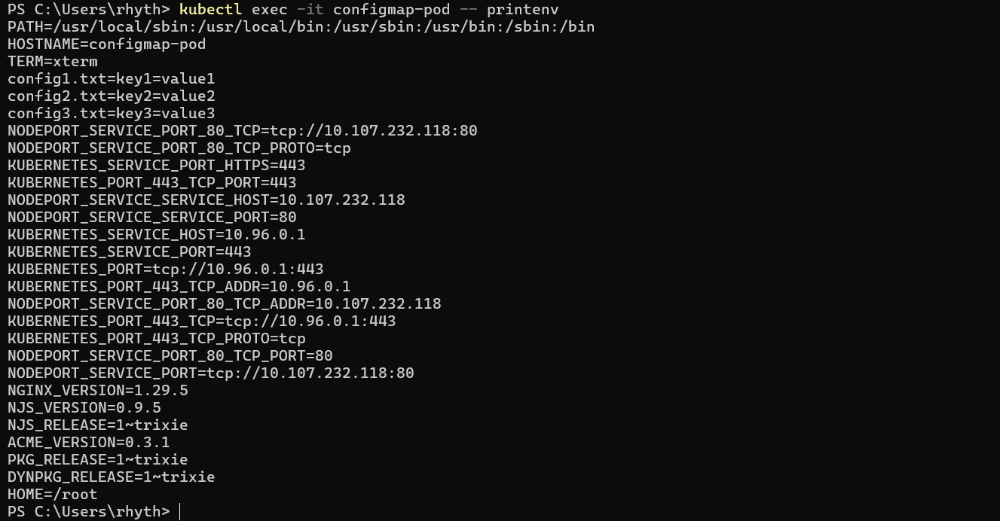 PS C:\Users\rhyth> kubectl exec -it configmap-pod -- printenv
PATH=/usr/local/sbin:/usr/local/bin:/usr/sbin:/usr/bin:/sbin:/bin
HOSTNAME=configmap-pod
TERM=xterm
config1.txt=key1=value1
config2.txt=key2=value2
config3.txt=key3=value3
NODEPORT_SERVICE_PORT_80_TCP=tcp://10.107.232.118:80
NODEPORT_SERVICE_PORT_80_TCP_PROTO=tcp
KUBERNETES_SERVICE_PORT_HTTPS=443
KUBERNETES_PORT_443_TCP_PORT=443
NODEPORT_SERVICE_SERVICE_HOST=10.107.232.118
NODEPORT_SERVICE_SERVICE_PORT=80
KUBERNETES_SERVICE_HOST=10.96.0.1
KUBERNETES_SERVICE_PORT=443
KUBERNETES_PORT=tcp://10.96.0.1:443
KUBERNETES_PORT_443_TCP_ADDR=10.96.0.1
NODEPORT_SERVICE_PORT_80_TCP_ADDR=10.107.232.118
KUBERNETES_PORT_443_TCP=tcp://10.96.0.1:443
KUBERNETES_PORT_443_TCP_PROTO=tcp
NODEPORT_SERVICE_PORT_80_TCP_PORT=80
NODEPORT_SERVICE_PORT=tcp://10.107.232.118:80
NGINX_VERSION=1.29.5
NJS_VERSION=0.9.5
NJS_RELEASE=1~trixie
ACME_VERSION=0.3.1
PKG_RELEASE=1~trixie
DYNPKG_RELEASE=1~trixie
HOME=/root
PS C:\Users\rhyth>